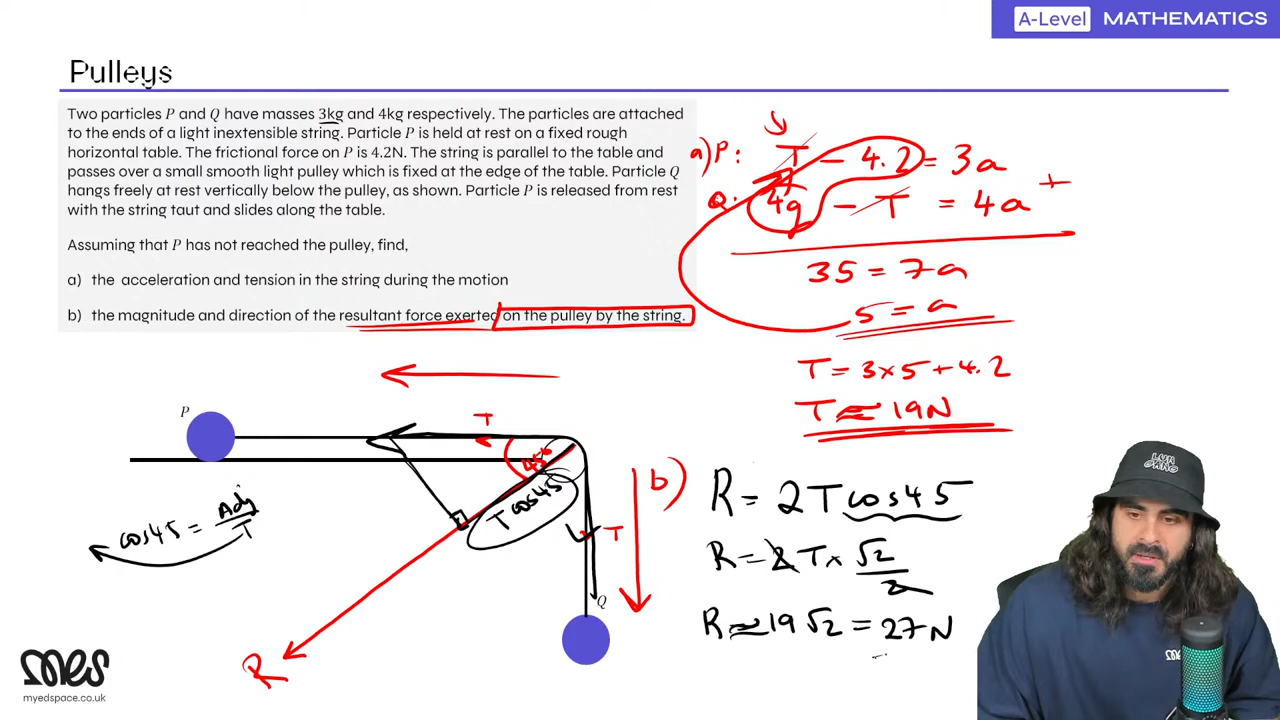 A-Level MATHEMATICS
Pulleys
Two particles P and Q have masses 3kg and 4kg respectively. The particles are attached
to the ends of a light inextensible string. Particle P is held at rest on a fixed rough
horizontal table. The frictional force on P is 4.2N. The string is parallel to the table and
passes over a small smooth light pulley which is fixed at the edge of the table. Particle Q
hangs freely at rest vertically below the pulley, as shown. Particle P is released from rest
with the string taut and slides along the table.
Assuming that P has not reached the pulley, find,
a) the acceleration and tension in the string during the motion
b) the magnitude and direction of the resultant force exerted on the pulley by the string.
a) P: T - 4.2 = 3a
Q: 4g - T = 4a +
35 = 7a
5 = a
T = 3×5 + 4.2
T ≈ 19N
P
T
45°
T cos45
T
Q
R
cos45 = Adj/T
b) R = 2T cos45
R = 2T × √2/2
R ≈ 19√2 = 27N
LUN
GANG
mes
myedspace.co.uk